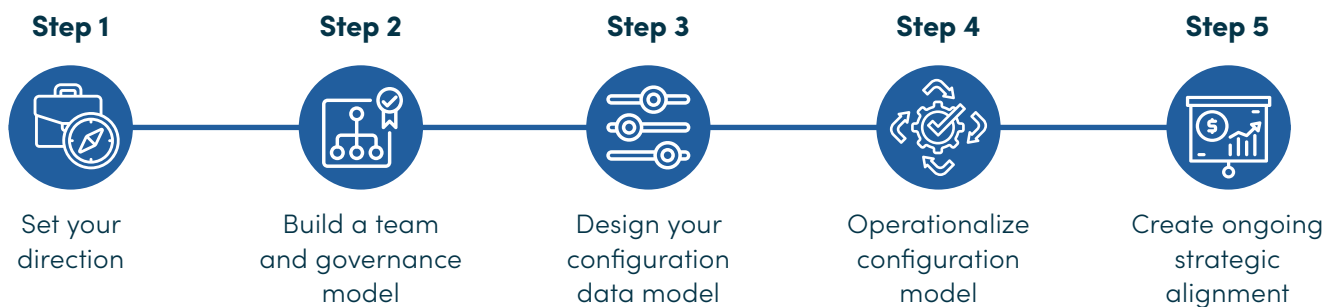 Step 1
Step 2
Step 3
Step 4
Step 5
$
Set your
direction
Build a team
and governance
model
Design your
configuration
data model
Operationalize
configuration
model
Create ongoing
strategic
alignment